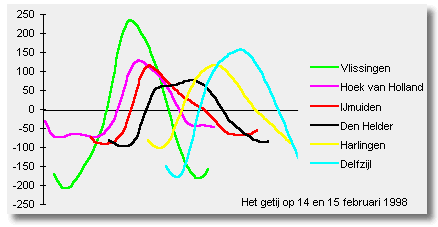 250
200
150
100
50
0
-50
-100
-150
-200
-250
Vlissingen
Hoek van Holland
IJmuiden
Den Helder
Harlingen
Delfzijl
Het getij op 14 en 15 februari 1998